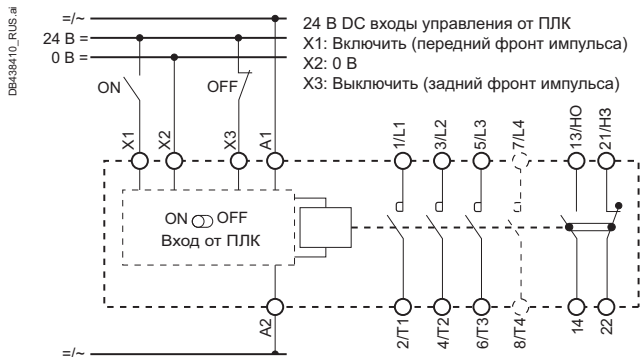 DB438410_RUS.ai
=/~
24 В =
0 В =
24 В DC входы управления от ПЛК
X1: Включить (передний фронт импульса)
X2: 0 В
X3: Выключить (задний фронт импульса)
ON
OFF
X1
X2
X3
A1
1/L1
3/L2
5/L3
7/L4
13/НО
21/НЗ
ON OFF
Вход от ПЛК
A2
2/T1
4/T2
6/T3
8/T4
14
22
=/~